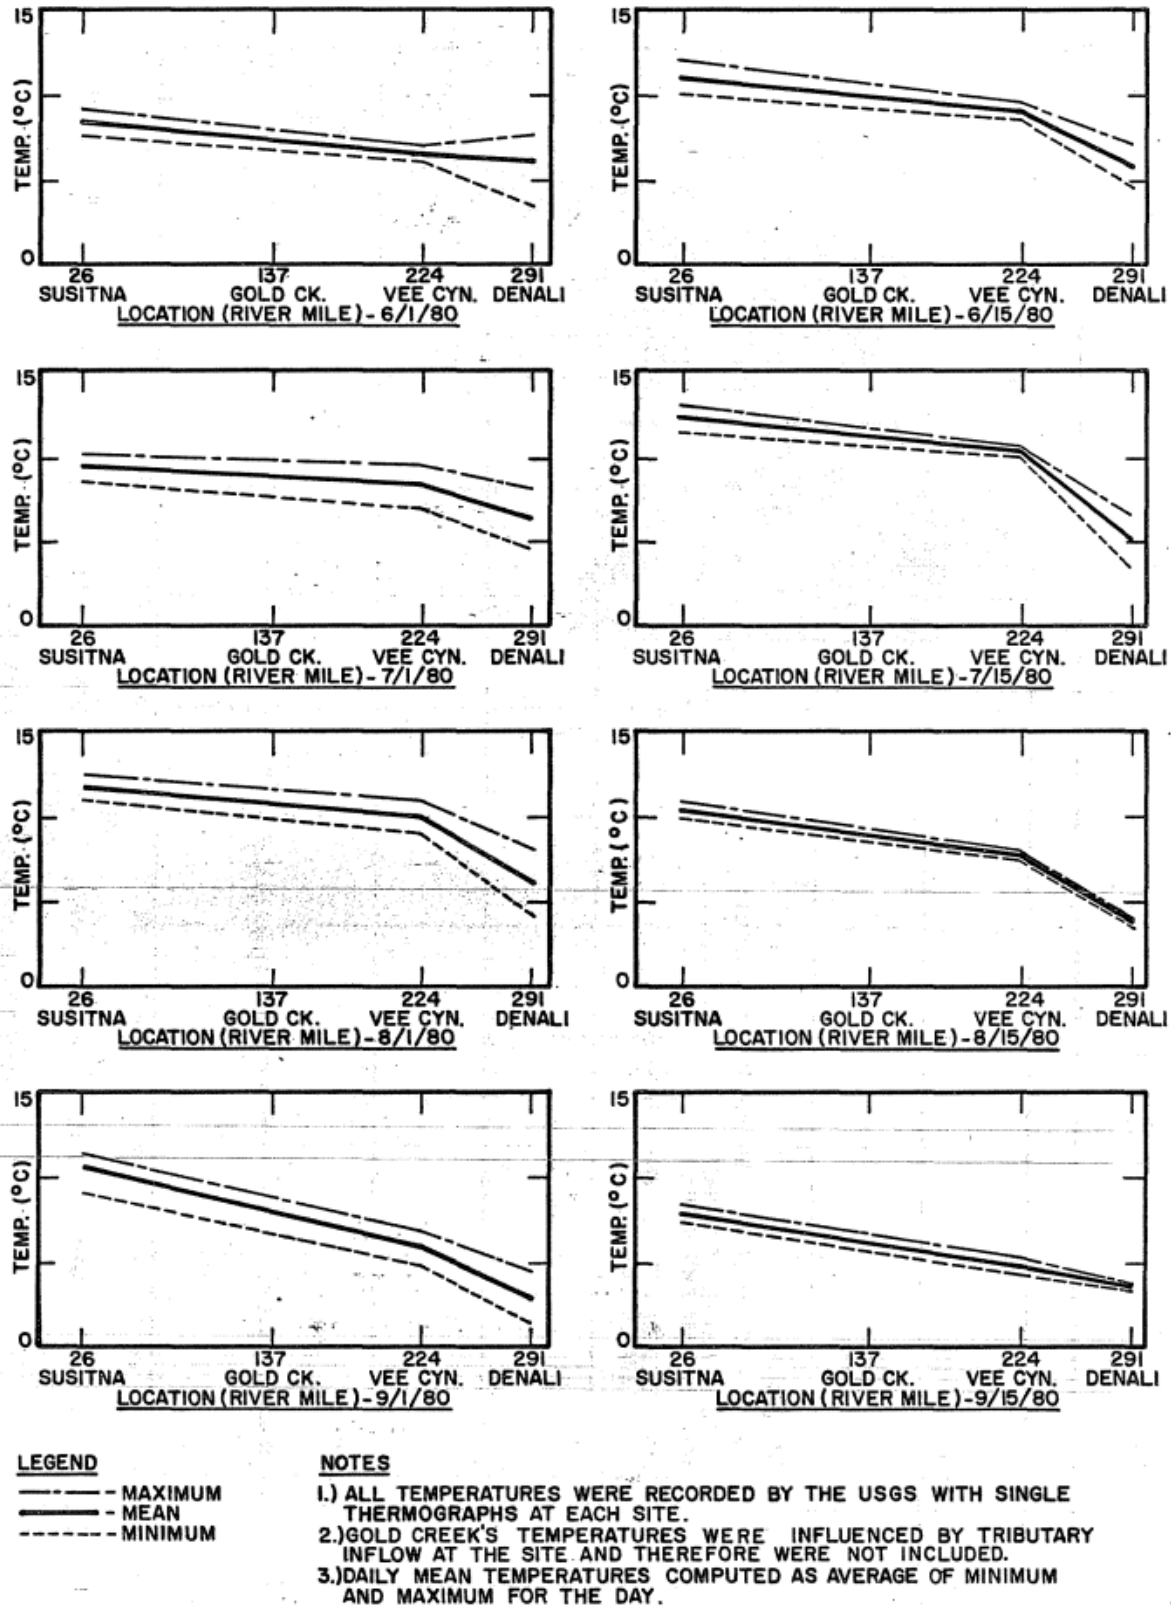 15
TEMP. (°C)
0
26 137 224 291
SUSITNA GOLD CK. VEE CYN. DENALI
LOCATION (RIVER MILE) - 6/1/80
15
TEMP. (°C)
0
26 137 224 291
SUSITNA GOLD CK. VEE CYN. DENALI
LOCATION (RIVER MILE) - 6/15/80
15
TEMP. (°C)
0
26 137 224 291
SUSITNA GOLD CK. VEE CYN. DENALI
LOCATION (RIVER MILE) - 7/1/80
15
TEMP. (°C)
0
26 137 224 291
SUSITNA GOLD CK. VEE CYN. DENALI
LOCATION (RIVER MILE) - 7/15/80
15
TEMP. (°C)
0
26 137 224 291
SUSITNA GOLD CK. VEE CYN. DENALI
LOCATION (RIVER MILE) - 8/1/80
15
TEMP. (°C)
0
26 137 224 291
SUSITNA GOLD CK. VEE CYN. DENALI
LOCATION (RIVER MILE) - 8/15/80
15
TEMP. (°C)
0
26 137 224 291
SUSITNA GOLD CK. VEE CYN. DENALI
LOCATION (RIVER MILE) - 9/1/80
15
TEMP. (°C)
0
26 137 224 291
SUSITNA GOLD CK. VEE CYN. DENALI
LOCATION (RIVER MILE) - 9/15/80
LEGEND
- MAXIMUM
- MEAN
- MINIMUM
NOTES
1.) ALL TEMPERATURES WERE RECORDED BY THE USGS WITH SINGLE
THERMOGRAPHS AT EACH SITE.
2.) GOLD CREEK'S TEMPERATURES WERE INFLUENCED BY TRIBUTARY
INFLOW AT THE SITE AND THEREFORE WERE NOT INCLUDED.
3.) DAILY MEAN TEMPERATURES COMPUTED AS AVERAGE OF MINIMUM
AND MAXIMUM FOR THE DAY.